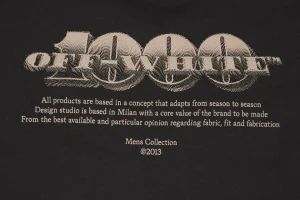 1000
OFF-WHITE™
All products are based in a concept that adapts from season to season
Design studio is based in Milan with a core value of the brand to be made
From the best available and particular opinion regarding fabric, fit and fabrication
Mens Collection
©2013